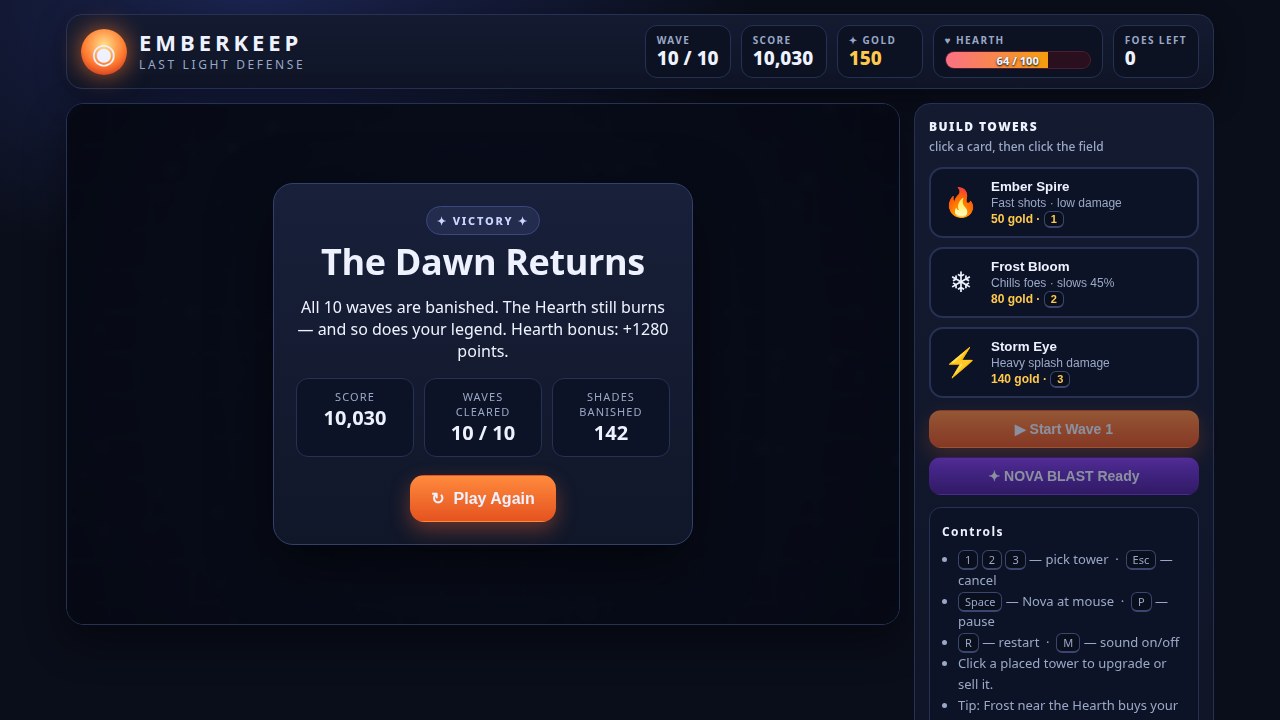 EMBERKEEP
LAST LIGHT DEFENSE
WAVE
10 / 10
SCORE
10,030
✦ GOLD
150
♥ HEARTH
64 / 100
FOES LEFT
0
✦ VICTORY ✦
The Dawn Returns
All 10 waves are banished. The Hearth still burns
— and so does your legend. Hearth bonus: +1280
points.
SCORE
10,030
WAVES
CLEARED
10 / 10
SHADES
BANISHED
142
↻ Play Again
BUILD TOWERS
click a card, then click the field
Ember Spire
Fast shots · low damage
50 gold · 1
Frost Bloom
Chills foes · slows 45%
80 gold · 2
Storm Eye
Heavy splash damage
140 gold · 3
▶ Start Wave 1
✦ NOVA BLAST Ready
Controls
1 2 3 — pick tower · Esc —
cancel
Space — Nova at mouse · P —
pause
R — restart · M — sound on/off
Click a placed tower to upgrade or
sell it.
Tip: Frost near the Hearth buys your